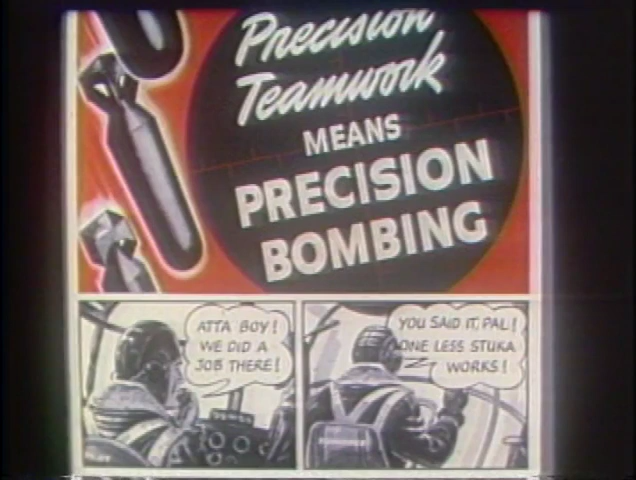 Precision
Teamwork
MEANS
PRECISION
BOMBING
ATTA BOY!
WE DID A
JOB THERE!
YOU SAID IT, PAL!
ONE LESS STUKA
WORKS!